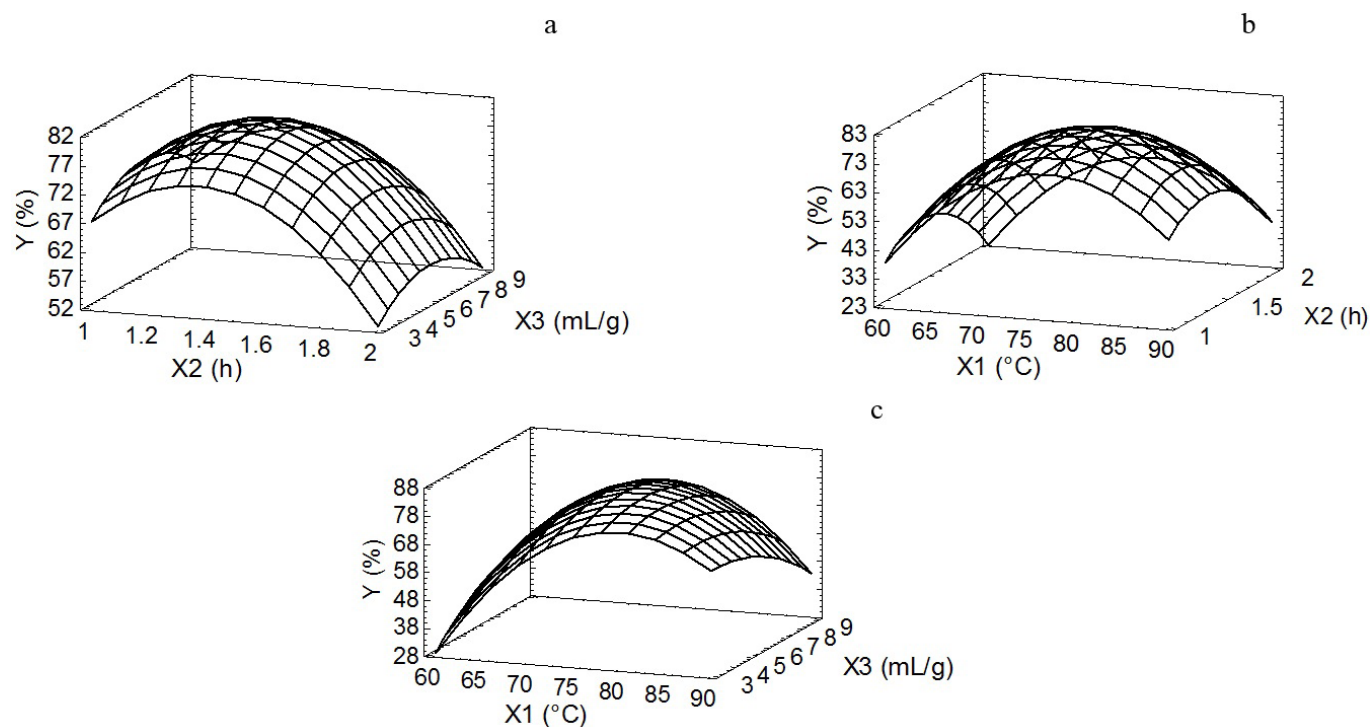 a
82
77
72
67
62
57
52
Y (%)
1 1.2 1.4 1.6 1.8 2
X2 (h)
3 4 5 6 7 8 9
X3 (mL/g)
b
83
73
63
53
43
33
23
Y (%)
60 65 70 75 80 85 90
X1 (°C)
1 1.5 2
X2 (h)
c
88
78
68
58
48
38
28
Y (%)
60 65 70 75 80 85 90
X1 (°C)
3 4 5 6 7 8 9
X3 (mL/g)